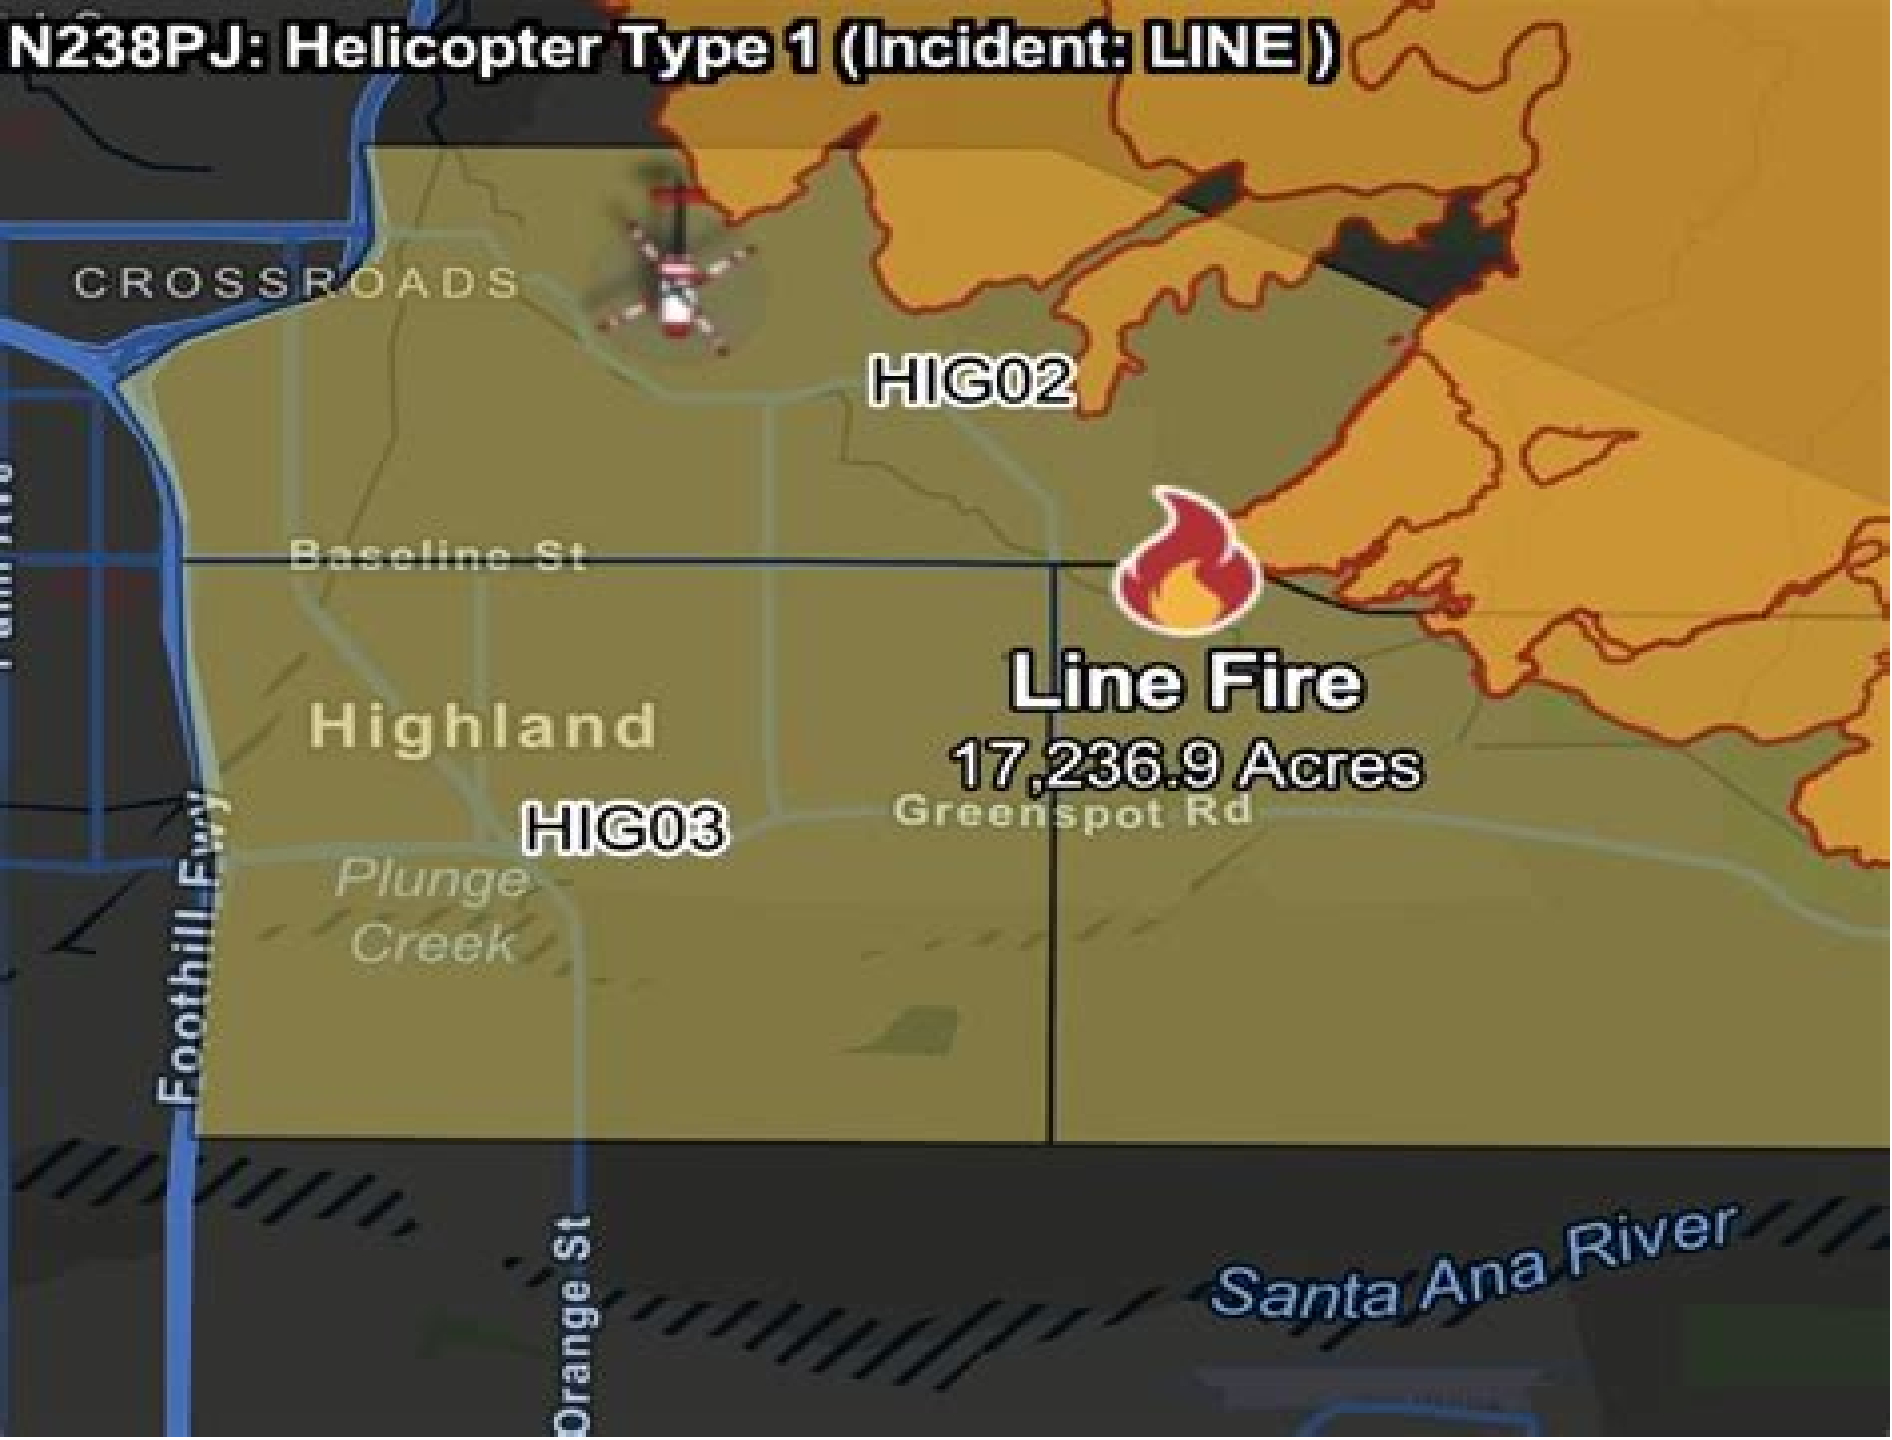 N238PJ: Helicopter Type 1 (Incident: LINE )
CROSSROADS
HIG02
Baseline St
Line Fire
17,236.9 Acres
Highland
HIG03
Greenspot Rd
Plunge
Creek
Foothill Fwy
Orange St
Santa Ana River